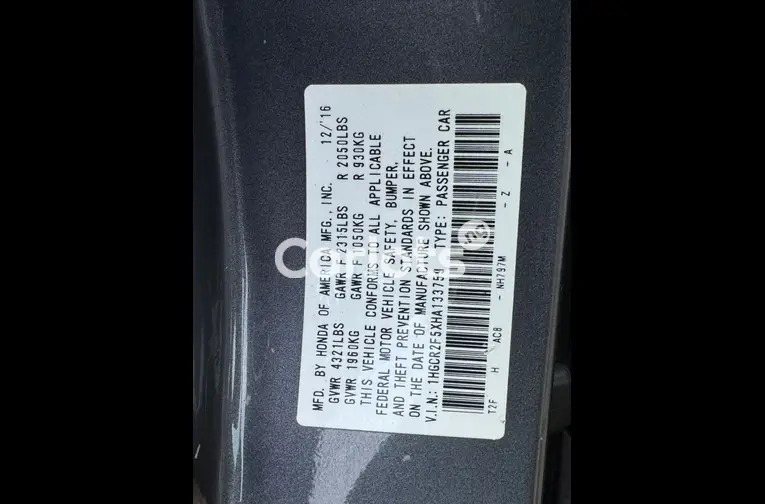 MFD. BY HONDA OF AMERICA MFG., INC. 12/'16
GVWR 4321LBS GAWR F 2315LBS R 2050LBS
GVWR 1960KG GAWR F 1050KG R 930KG
THIS VEHICLE CONFORMS TO ALL APPLICABLE
FEDERAL MOTOR VEHICLE SAFETY, BUMPER,
AND THEFT PREVENTION STANDARDS IN EFFECT
ON THE DATE OF MANUFACTURE SHOWN ABOVE.
V.I.N.: TYPE: PASSENGER CAR
T2F H AC8 - NH797M - Z - A
ng